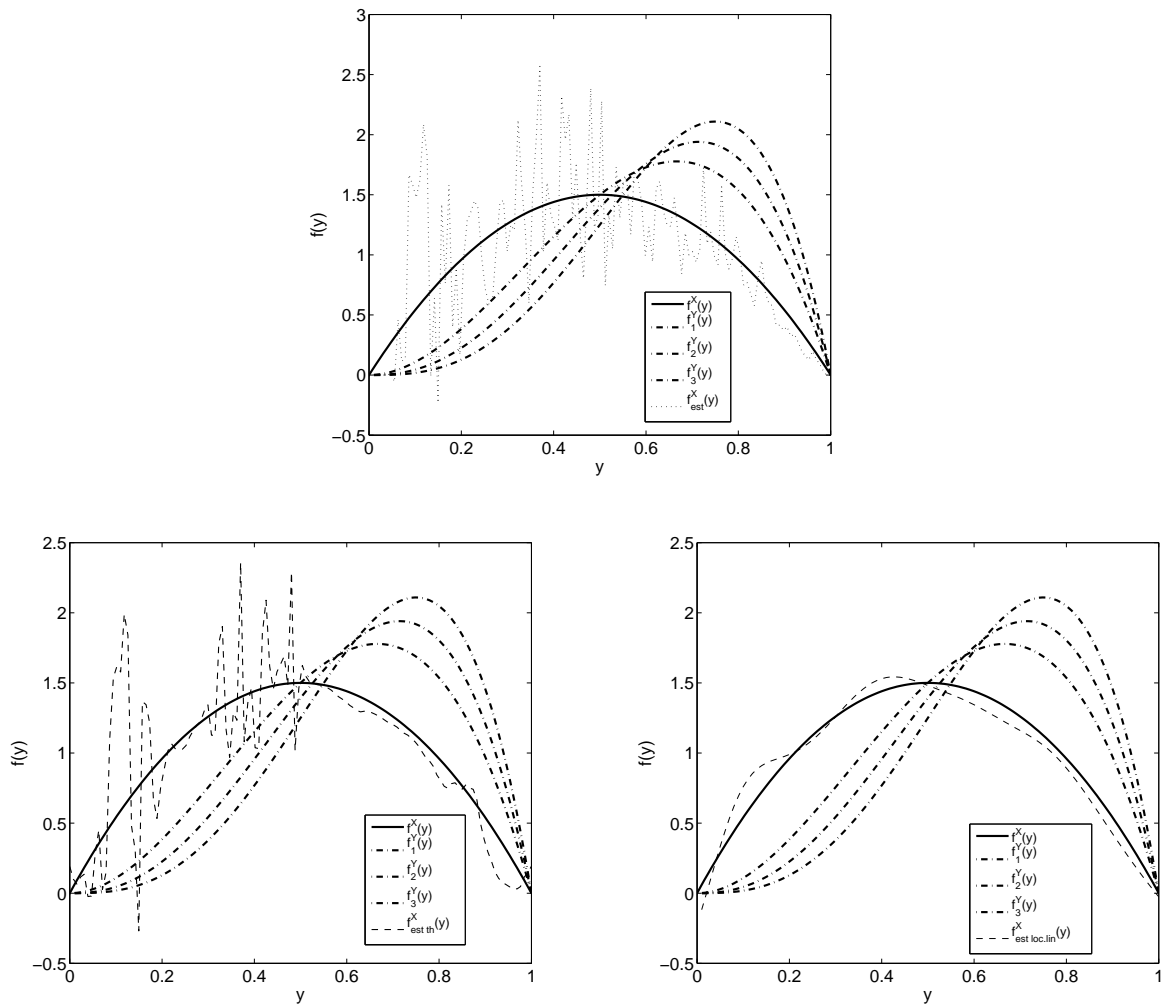 3
2.5
2
1.5
1
0.5
0
−0.5
f(y)
0 0.2 0.4 0.6 0.8 1
y
f^X(y)
f_1^Y(y)
f_2^Y(y)
f_3^Y(y)
f_est^X(y)
2.5
2
1.5
1
0.5
0
−0.5
f(y)
0 0.2 0.4 0.6 0.8 1
y
f^X(y)
f_1^Y(y)
f_2^Y(y)
f_3^Y(y)
f_est th^X(y)
2.5
2
1.5
1
0.5
0
−0.5
f(y)
0 0.2 0.4 0.6 0.8 1
y
f^X(y)
f_1^Y(y)
f_2^Y(y)
f_3^Y(y)
f_est loc.lin^X(y)